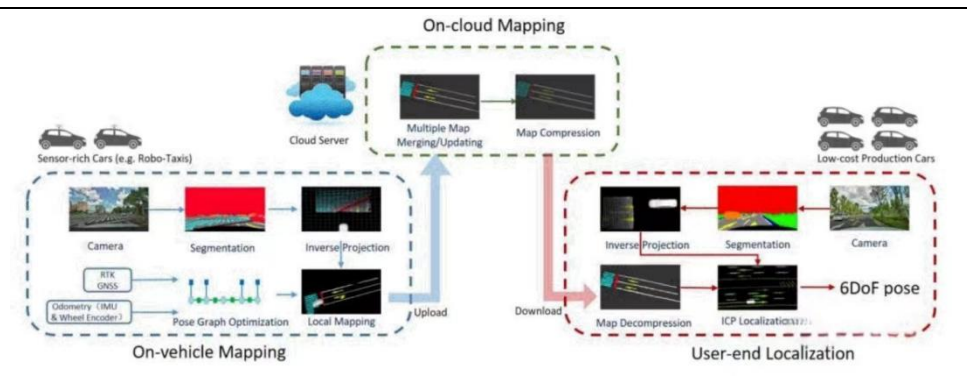 On-cloud Mapping
Cloud Server
Multiple Map
Merging/Updating
Map Compression
Sensor-rich Cars (e.g. Robo-Taxis)
Low-cost Production Cars
Camera
Segmentation
Inverse Projection
RTK
GNSS
Odometry (IMU
& Wheel Encoder)
Pose Graph Optimization
Local Mapping
Upload
On-vehicle Mapping
Inverse Projection
Segmentation
Camera
Download
Map Decompression
ICP Localization
6DoF pose
User-end Localization